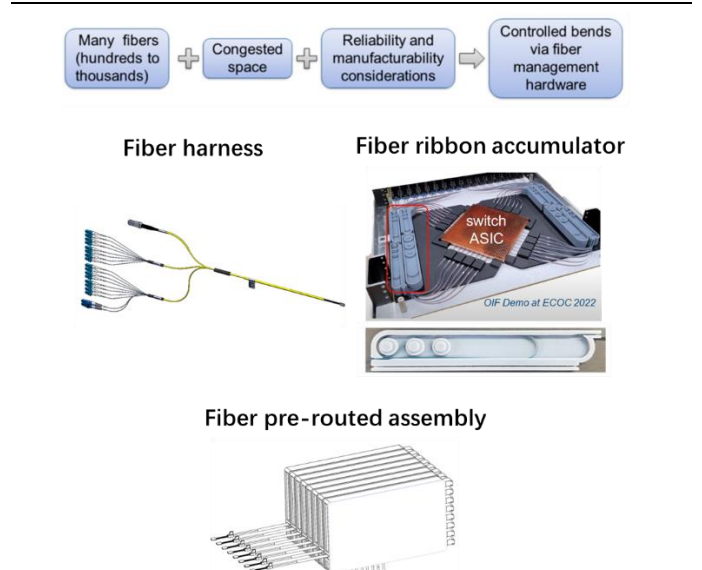 Many fibers
(hundreds to
thousands)
Congested
space
Reliability and
manufacturability
considerations
Controlled bends
via fiber
management
hardware
Fiber harness
Fiber ribbon accumulator
switch
ASIC
OIF Demo at ECOC 2022
Fiber pre-routed assembly